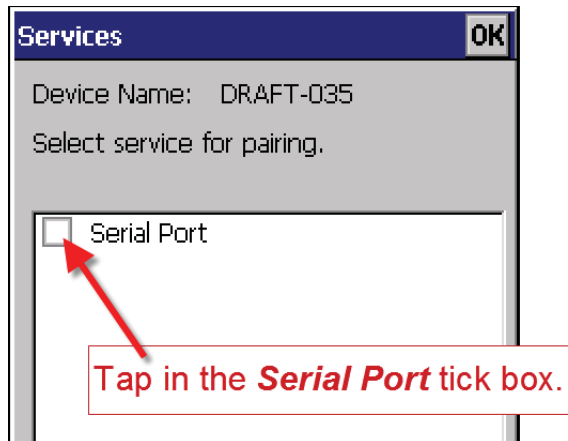 Services OK
Device Name: DRAFT-035
Select service for pairing.
Serial Port
Tap in the Serial Port tick box.